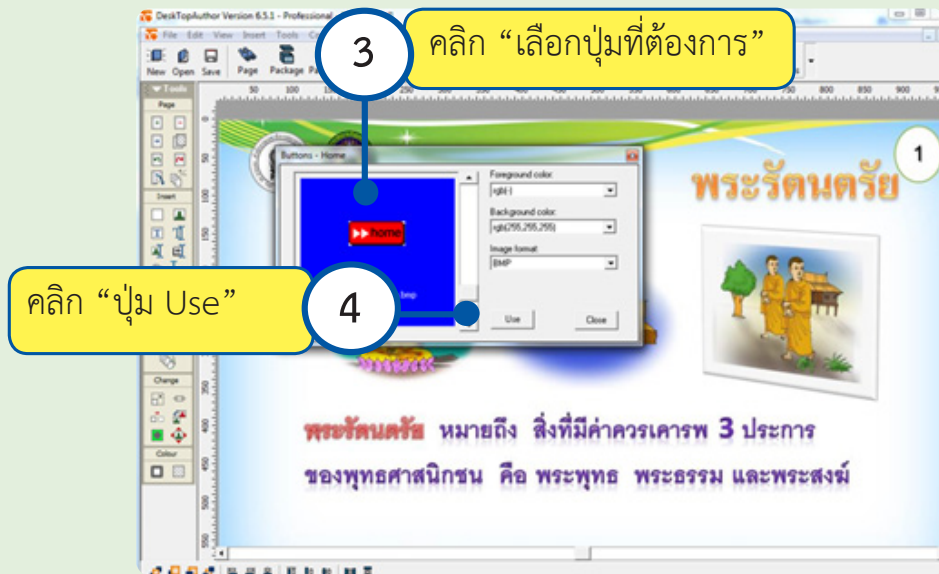 DeskTopAuthor Version 6.5.1 - Professional
File Edit View Insert Tools
New Open Save Page Package
3
คลิก “เลือกปุ่มที่ต้องการ”
Tools
Page
50 100 750 800 850 900
Buttons - Home
Foreground color:
rgb(-)
Background color:
rgb(255,255,255)
Image format:
BMP
home
bmp
Use Close
1
พระรัตนตรัย
Insert
คลิก “ปุ่ม Use”
4
Change
Colour
พระรัตนตรัย หมายถึง สิ่งที่มีค่าควรเคารพ 3 ประการ
ของพุทธศาสนิกชน คือ พระพุทธ พระธรรม และพระสงฆ์